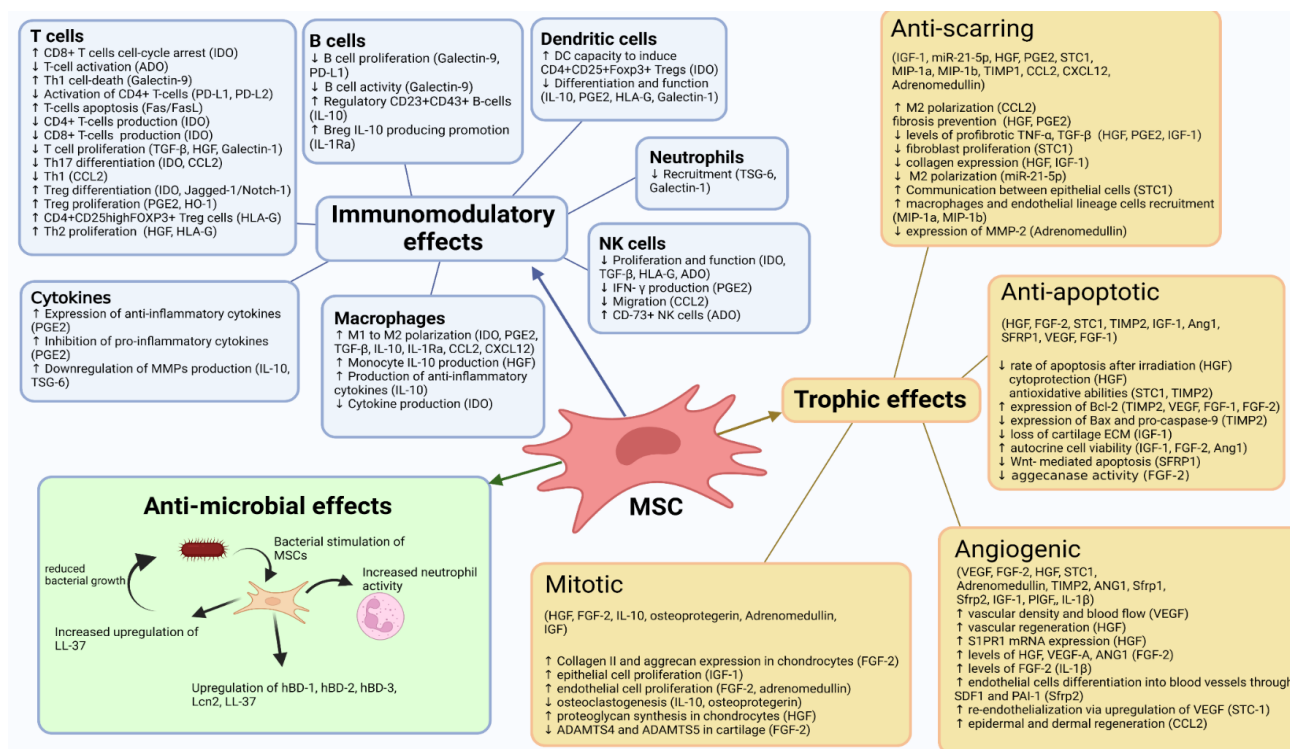 T cells
↑ CD8+ T cells cell-cycle arrest (IDO)
↓ T-cell activation (ADO)
↑ Th1 cell-death (Galectin-9)
↓ Activation of CD4+ T-cells (PD-L1, PD-L2)
↑ T-cells apoptosis (Fas/FasL)
↓ CD4+ T-cells production (IDO)
↓ CD8+ T-cells production (IDO)
↓ T cell proliferation (TGF-β, HGF, Galectin-1)
↓ Th17 differentiation (IDO, CCL2)
↓ Th1 (CCL2)
↑ Treg differentiation (IDO, Jagged-1/Notch-1)
↑ Treg proliferation (PGE2, HO-1)
↑ CD4+CD25highFOXP3+ Treg cells (HLA-G)
↑ Th2 proliferation (HGF, HLA-G)
B cells
↓ B cell proliferation (Galectin-9,
PD-L1)
↓ B cell activity (Galectin-9)
↑ Regulatory CD23+CD43+ B-cells
(IL-10)
↑ Breg IL-10 producing promotion
(IL-1Ra)
Dendritic cells
↑ DC capacity to induce
CD4+CD25+Foxp3+ Tregs (IDO)
↓ Differentiation and function
(IL-10, PGE2, HLA-G, Galectin-1)
Neutrophils
↓ Recruitment (TSG-6,
Galectin-1)
Immunomodulatory
effects
NK cells
↓ Proliferation and function (IDO,
TGF-β, HLA-G, ADO)
↓ IFN- γ production (PGE2)
↓ Migration (CCL2)
↑ CD-73+ NK cells (ADO)
Cytokines
↑ Expression of anti-inflammatory cytokines
(PGE2)
↑ Inhibition of pro-inflammatory cytokines
(PGE2)
↑ Downregulation of MMPs production (IL-10,
TSG-6)
Macrophages
↑ M1 to M2 polarization (IDO, PGE2,
TGF-β, IL-10, IL-1Ra, CCL2, CXCL12)
↑ Monocyte IL-10 production (HGF)
↑ Production of anti-inflammatory
cytokines (IL-10)
↓ Cytokine production (IDO)
MSC
Anti-microbial effects
Bacterial stimulation of
MSCs
reduced
bacterial growth
Increased neutrophil
activity
Increased upregulation of
LL-37
Upregulation of hBD-1, hBD-2, hBD-3,
Lcn2, LL-37
Trophic effects
Anti-scarring
(IGF-1, miR-21-5p, HGF, PGE2, STC1,
MIP-1a, MIP-1b, TIMP1, CCL2, CXCL12,
Adrenomedullin)
↑ M2 polarization (CCL2)
fibrosis prevention (HGF, PGE2)
↓ levels of profibrotic TNF-α, TGF-β (HGF, PGE2, IGF-1)
↓ fibroblast proliferation (STC1)
↓ collagen expression (HGF, IGF-1)
↓ M2 polarization (miR-21-5p)
↑ Communication between epithelial cells (STC1)
↑ macrophages and endothelial lineage cells recruitment
(MIP-1a, MIP-1b)
↓ expression of MMP-2 (Adrenomedullin)
Anti-apoptotic
(HGF, FGF-2, STC1, TIMP2, IGF-1, Ang1,
SFRP1, VEGF, FGF-1)
↓ rate of apoptosis after irradiation (HGF)
cytoprotection (HGF)
antioxidative abilities (STC1, TIMP2)
↑ expression of Bcl-2 (TIMP2, VEGF, FGF-1, FGF-2)
↓ expression of Bax and pro-caspase-9 (TIMP2)
↓ loss of cartilage ECM (IGF-1)
↑ autocrine cell viability (IGF-1, FGF-2, Ang1)
↓ Wnt- mediated apoptosis (SFRP1)
↓ aggecanase activity (FGF-2)
Mitotic
(HGF, FGF-2, IL-10, osteoprotegerin, Adrenomedullin,
IGF)
↑ Collagen II and aggrecan expression in chondrocytes (FGF-2)
↑ epithelial cell proliferation (IGF-1)
↑ endothelial cell proliferation (FGF-2, adrenomedullin)
↓ osteoclastogenesis (IL-10, osteoprotegerin)
↑ proteoglycan synthesis in chondrocytes (HGF)
↓ ADAMTS4 and ADAMTS5 in cartilage (FGF-2)
Angiogenic
(VEGF, FGF-2, HGF, STC1,
Adrenomedullin, TIMP2, ANG1, Sfrp1,
Sfrp2, IGF-1, PlGF,, IL-1β)
↑ vascular density and blood flow (VEGF)
↑ vascular regeneration (HGF)
↑ S1PR1 mRNA expression (HGF)
↑ levels of HGF, VEGF-A, ANG1 (FGF-2)
↑ levels of FGF-2 (IL-1β)
↑ endothelial cells differentiation into blood vessels through
SDF1 and PAI-1 (Sfrp2)
↑ re-endothelialization via upregulation of VEGF (STC-1)
↑ epidermal and dermal regeneration (CCL2)